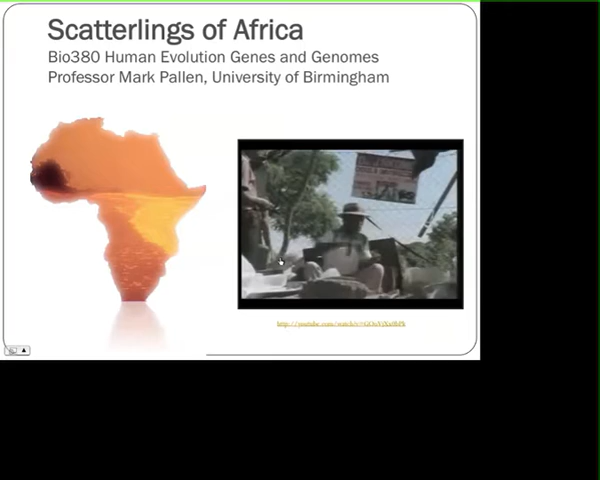 Scatterlings of Africa
Bio380 Human Evolution Genes and Genomes
Professor Mark Pallen, University of Birmingham